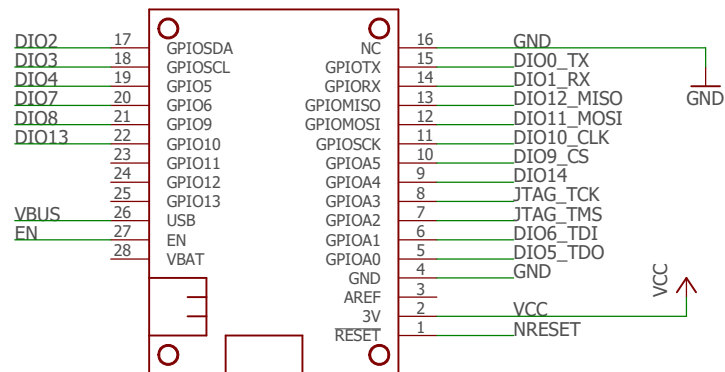 DIO2 17 GPIOSDA NC 16 GND
DIO3 18 GPIOSCL GPIOTX 15 DIO0_TX
DIO4 19 GPIO5 GPIORX 14 DIO1_RX
DIO7 20 GPIO6 GPIOMISO 13 DIO12_MISO GND
DIO8 21 GPIO9 GPIOMOSI 12 DIO11_MOSI
DIO13 22 GPIO10 GPIOSCK 11 DIO10_CLK
23 GPIO11 GPIOA5 10 DIO9_CS
24 GPIO12 GPIOA4 9 DIO14
25 GPIO13 GPIOA3 8 JTAG_TCK
VBUS 26 USB GPIOA2 7 JTAG_TMS
EN 27 EN GPIOA1 6 DIO6_TDI
28 VBAT GPIOA0 5 DIO5_TDO
GND 4 GND
AREF 3 VCC
3V 2 VCC
RESET 1 NRESET